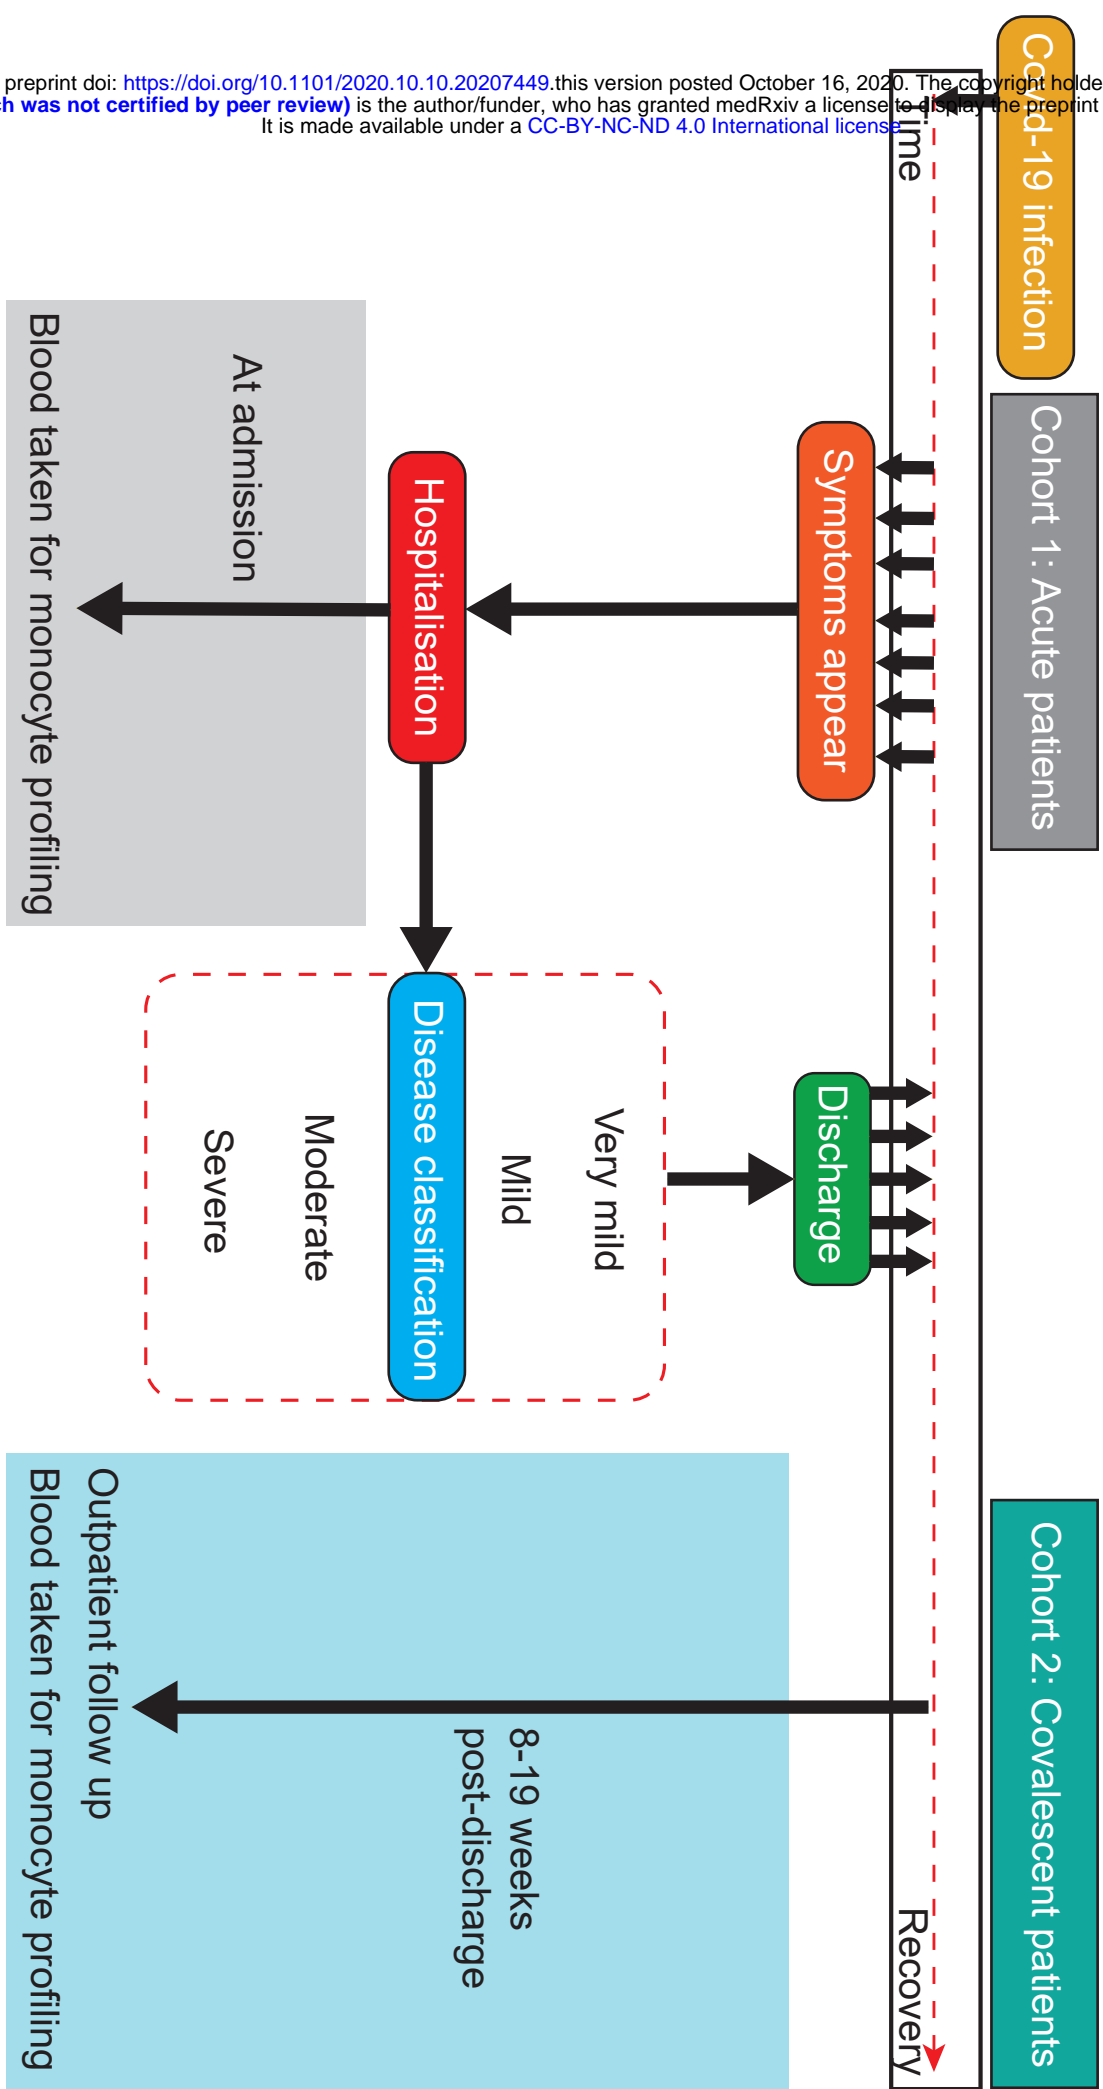 preprint doi: https://doi.org/10.1101/2020.10.10.20207449.this version posted October 16, 2020. The copyright holde
h was not certified by peer review) is the author/funder, who has granted medRxiv a license to display the preprint
It is made available under a CC-BY-NC-ND 4.0 International license
Covid-19 infection
Cohort 1: Acute patients
Cohort 2: Covalescent patients
Time
Recovery
Symptoms appear
Discharge
Hospitalisation
Disease classification
Very mild
Mild
Moderate
Severe
At admission
Blood taken for monocyte profiling
8-19 weeks
post-discharge
Outpatient follow up
Blood taken for monocyte profiling